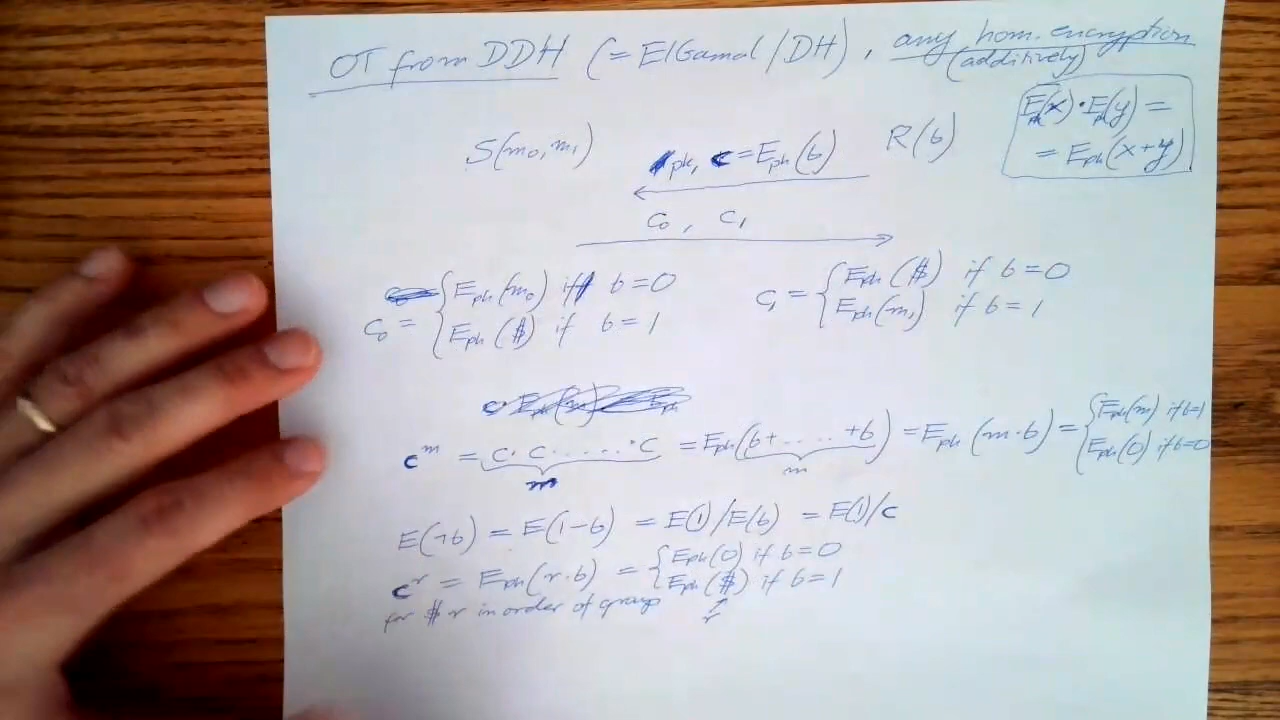 OT from DDH (= ElGamal / DH), any hom. encryption
(additively)
E_pk(x) · E_pk(y) =
= E_pk(x+y)
S(m₀, m₁)
R(b)
pk, c = E_pk(b)
c₀, c₁
c₀ = { E_pk(m₀) if b = 0
E_pk($) if b = 1
c₁ = { E_pk($) if b = 0
E_pk(m₁) if b = 1
c^m = c · c · ..... · c = E_pk(b + ..... + b) = E_pk(m · b) = { E_pk(m) if b=1
E_pk(0) if b=0
m
m
E(¬b) = E(1-b) = E(1)/E(b) = E(1)/c
c^r = E_pk(r · b) = { E_pk(0) if b = 0
E_pk($) if b = 1
for $ r in order of group
r